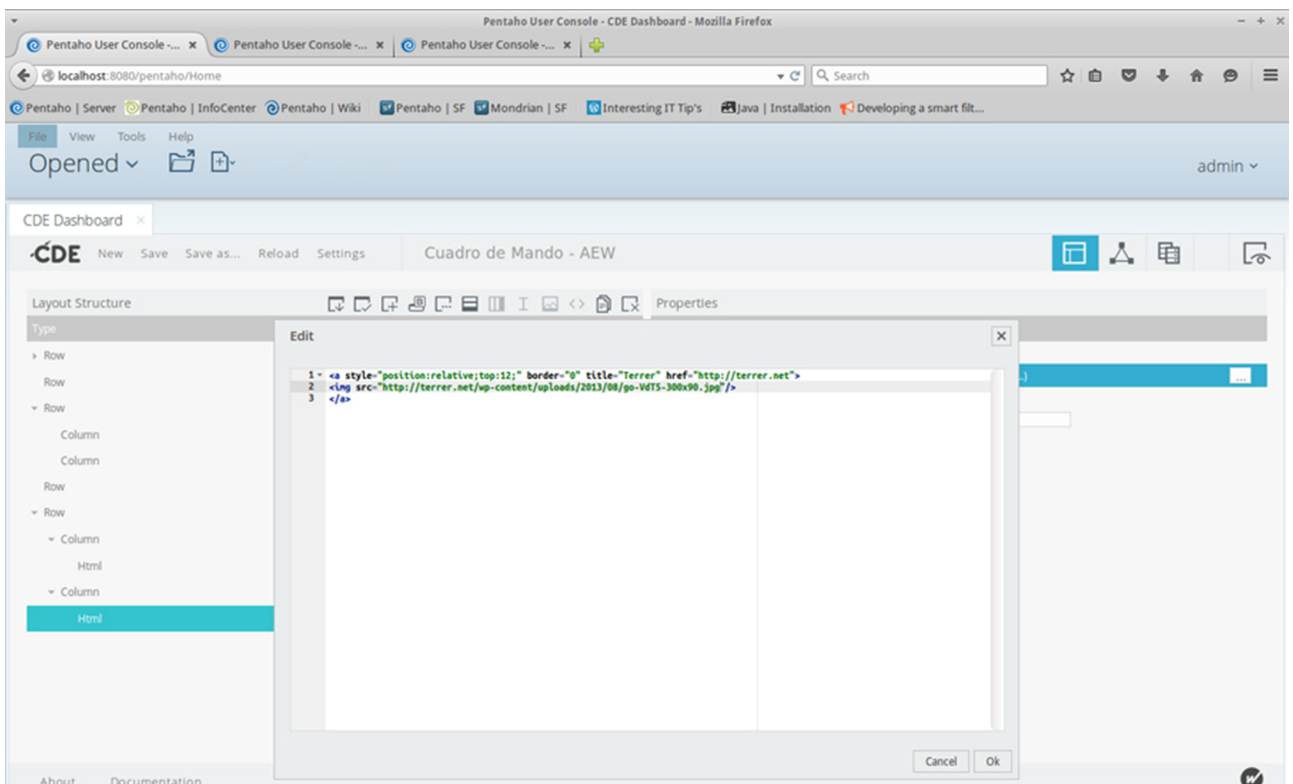 Pentaho User Console - CDE Dashboard - Mozilla Firefox
Pentaho User Console -... Pentaho User Console -... Pentaho User Console -...
localhost:8080/pentaho/Home Search
Pentaho | Server Pentaho | InfoCenter Pentaho | Wiki Pentaho | SF Mondrian | SF Interesting IT Tip's Java | Installation Developing a smart filt...
File View Tools Help
Opened admin
CDE Dashboard
CDE New Save Save as... Reload Settings Cuadro de Mando - AEW
Layout Structure Properties
Type
Edit
Row
Row
Row
Column
Column
Row
Row
Column
Html
Column
Html
1 <a style="position:relative;top:12;" border="0" title="Terrer" href="http://terrer.net">
2 <img src="http://terrer.net/wp-content/uploads/2013/08/go-VdT5-300x90.jpg"/>
3 </a>
...
Cancel Ok
About Documentation